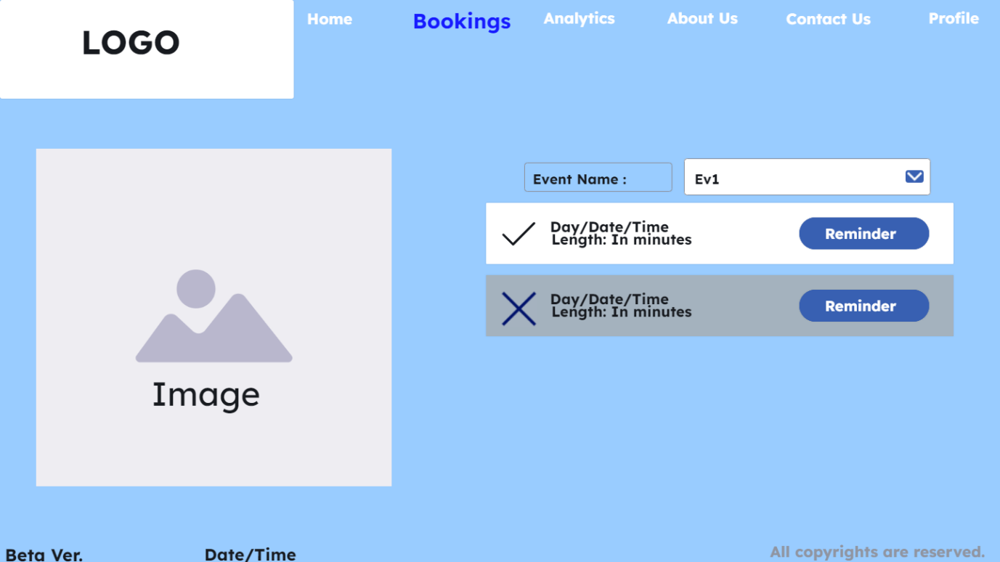 LOGO
Home
Bookings
Analytics
About Us
Contact Us
Profile
Event Name :
Ev1
Day/Date/Time
Length: In minutes
Reminder
Day/Date/Time
Length: In minutes
Reminder
Image
Beta Ver.
Date/Time
All copyrights are reserved.